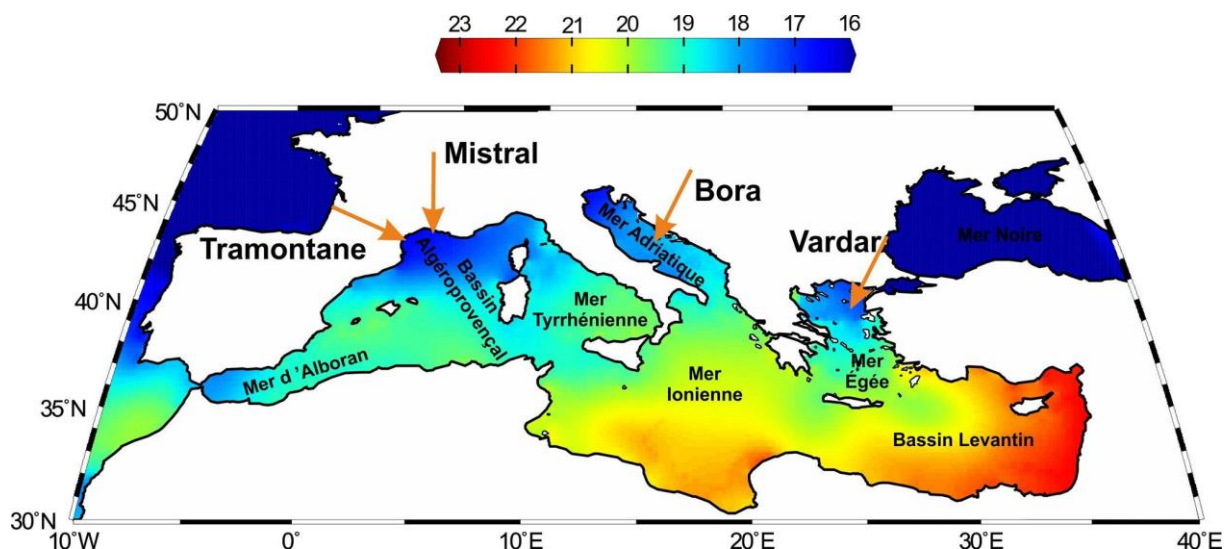 23 22 21 20 19 18 17 16
50˚N
Mistral
45˚N
Bora
Tramontane
Vardar
Mer Noire
Mer Adriatique
Bassin
Algéroprovençal
40˚N
Mer
Tyrrhénienne
Mer d'Alboran
Mer
Ionienne
Mer
Égée
35˚N
Bassin Levantin
30˚N
10˚W 0˚ 10˚E 20˚E 30˚E 40˚E